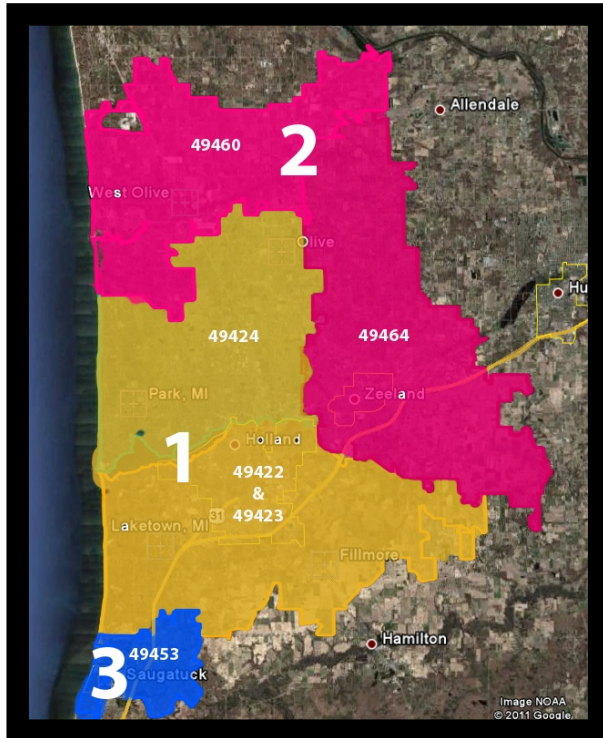 Allendale
49460
2
West Olive
Olive
Hu
49424
49464
Park, MI
Zeeland
1
Holland
49422
&
49423
31
Laketown, MI
Fillmore
Hamilton
49453
3
Saugatuck
Image NOAA
© 2011 Google